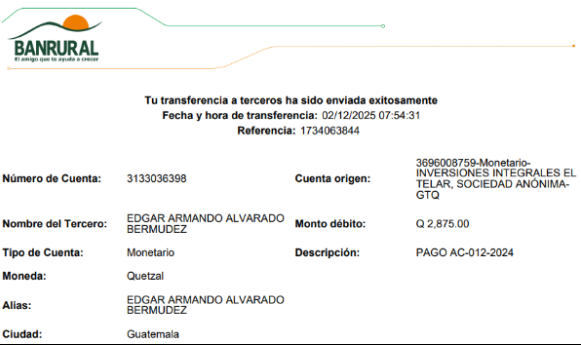 BANRURAL
El amigo que te ayuda a crecer
Tu transferencia a terceros ha sido enviada exitosamente
Fecha y hora de transferencia: 02/12/2025 07:54:31
Referencia: 1734063844
Número de Cuenta: 3133036398
Cuenta origen: 3696008759-Monetario-
INVERSIONES INTEGRALES EL
TELAR, SOCIEDAD ANÓNIMA-
GTQ
Nombre del Tercero: EDGAR ARMANDO ALVARADO
BERMUDEZ
Monto débito: Q 2,875.00
Tipo de Cuenta: Monetario
Descripción: PAGO AC-012-2024
Moneda: Quetzal
Alias: EDGAR ARMANDO ALVARADO
BERMUDEZ
Ciudad: Guatemala